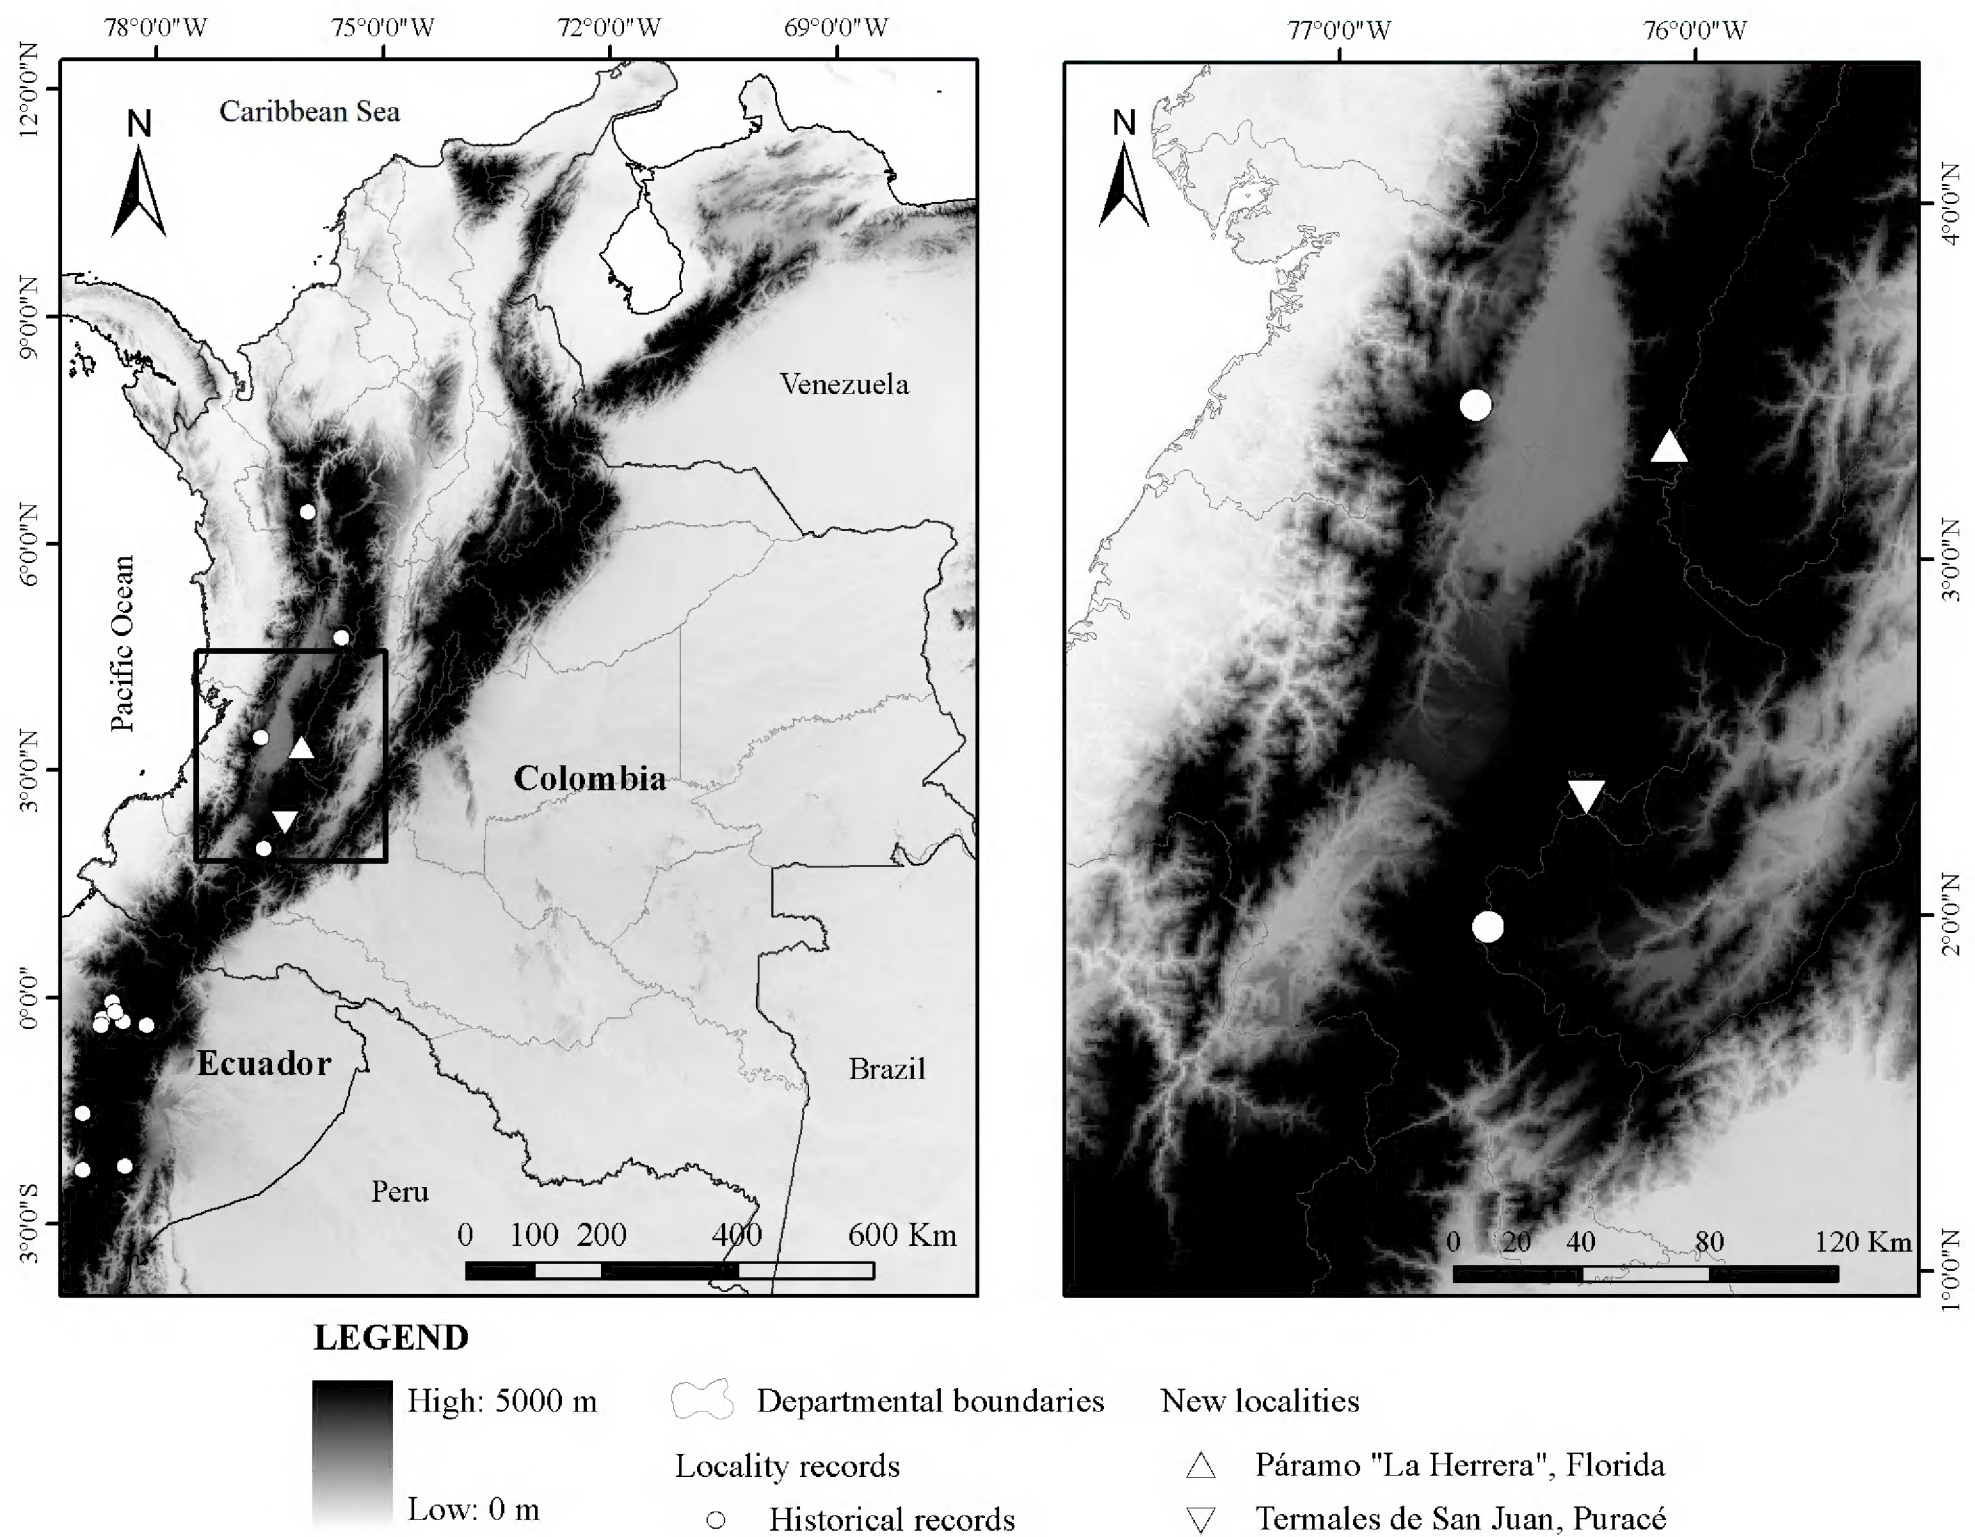 78°0'0"W 75°0'0"W 72°0'0"W 69°0'0"W
77°0'0"W 76°0'0"W
12°0'0"N
9°0'0"N
6°0'0"N
3°0'0"N
0°0'0"
3°0'0"S
N
Caribbean Sea
Venezuela
Pacific Ocean
Colombia
Ecuador
Brazil
Peru
0 100 200 400 600 Km
N
4°0'0"N
3°0'0"N
2°0'0"N
1°0'0"N
0 20 40 80 120 Km
LEGEND
High: 5000 m
Low: 0 m
Departmental boundaries
Locality records
Historical records
New localities
Páramo "La Herrera", Florida
Termales de San Juan, Puracé